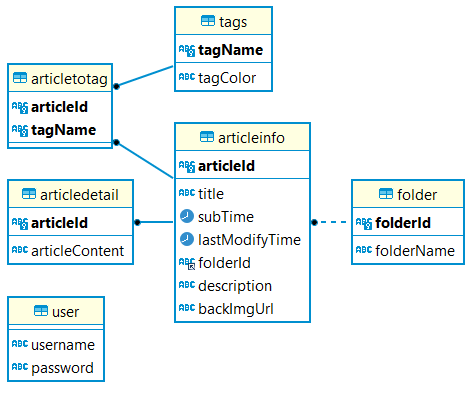 tags
tagName
tagColor
articletotag
articleId
tagName
articleinfo
articleId
title
subTime
lastModifyTime
folderId
description
backImgUrl
articledetail
articleId
articleContent
folder
folderId
folderName
user
username
password